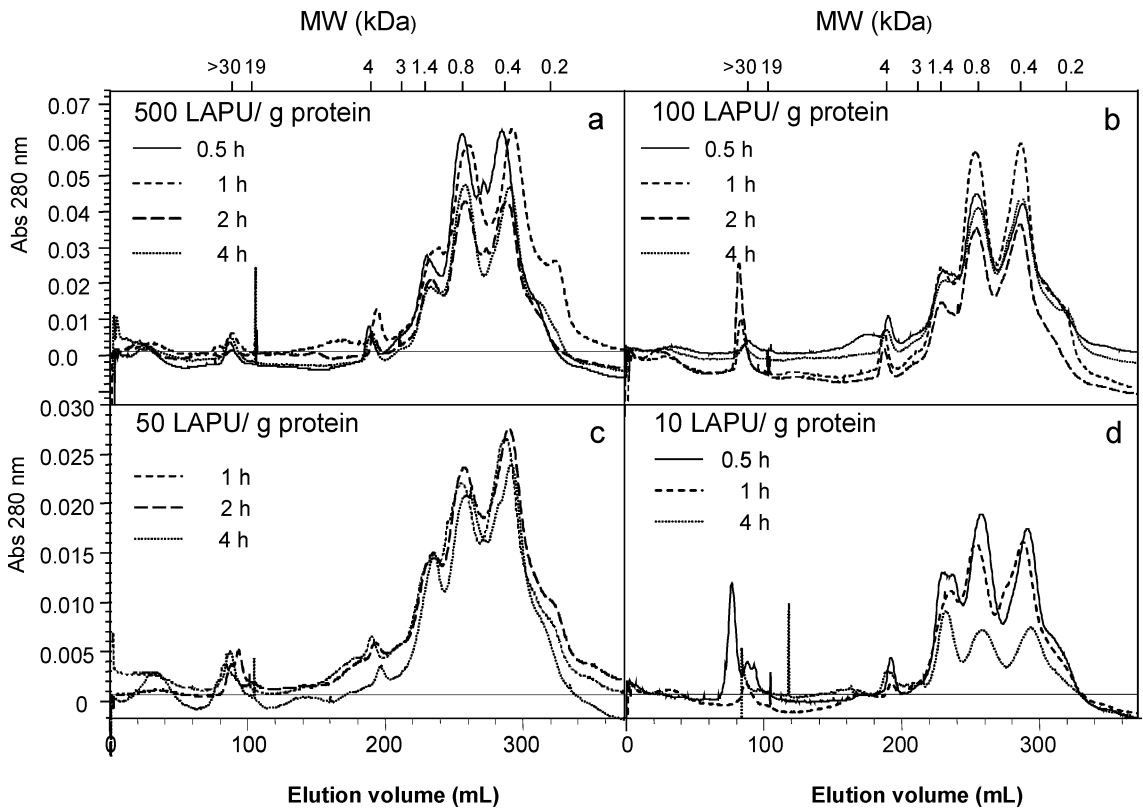 MW (kDa) MW (kDa)
>30 19 4 3 1.4 0.8 0.4 0.2 >30 19 4 3 1.4 0.8 0.4 0.2
500 LAPU/ g protein a
0.5 h
1 h
2 h
4 h
100 LAPU/ g protein b
0.5 h
1 h
2 h
4 h
Abs 280 nm
0.07
0.06
0.05
0.04
0.03
0.02
0.01
0.0
50 LAPU/ g protein c
1 h
2 h
4 h
10 LAPU/ g protein d
0.5 h
1 h
4 h
Abs 280 nm
0.030
0.025
0.020
0.015
0.010
0.005
0
0 100 200 300 0 100 200 300
Elution volume (mL) Elution volume (mL)